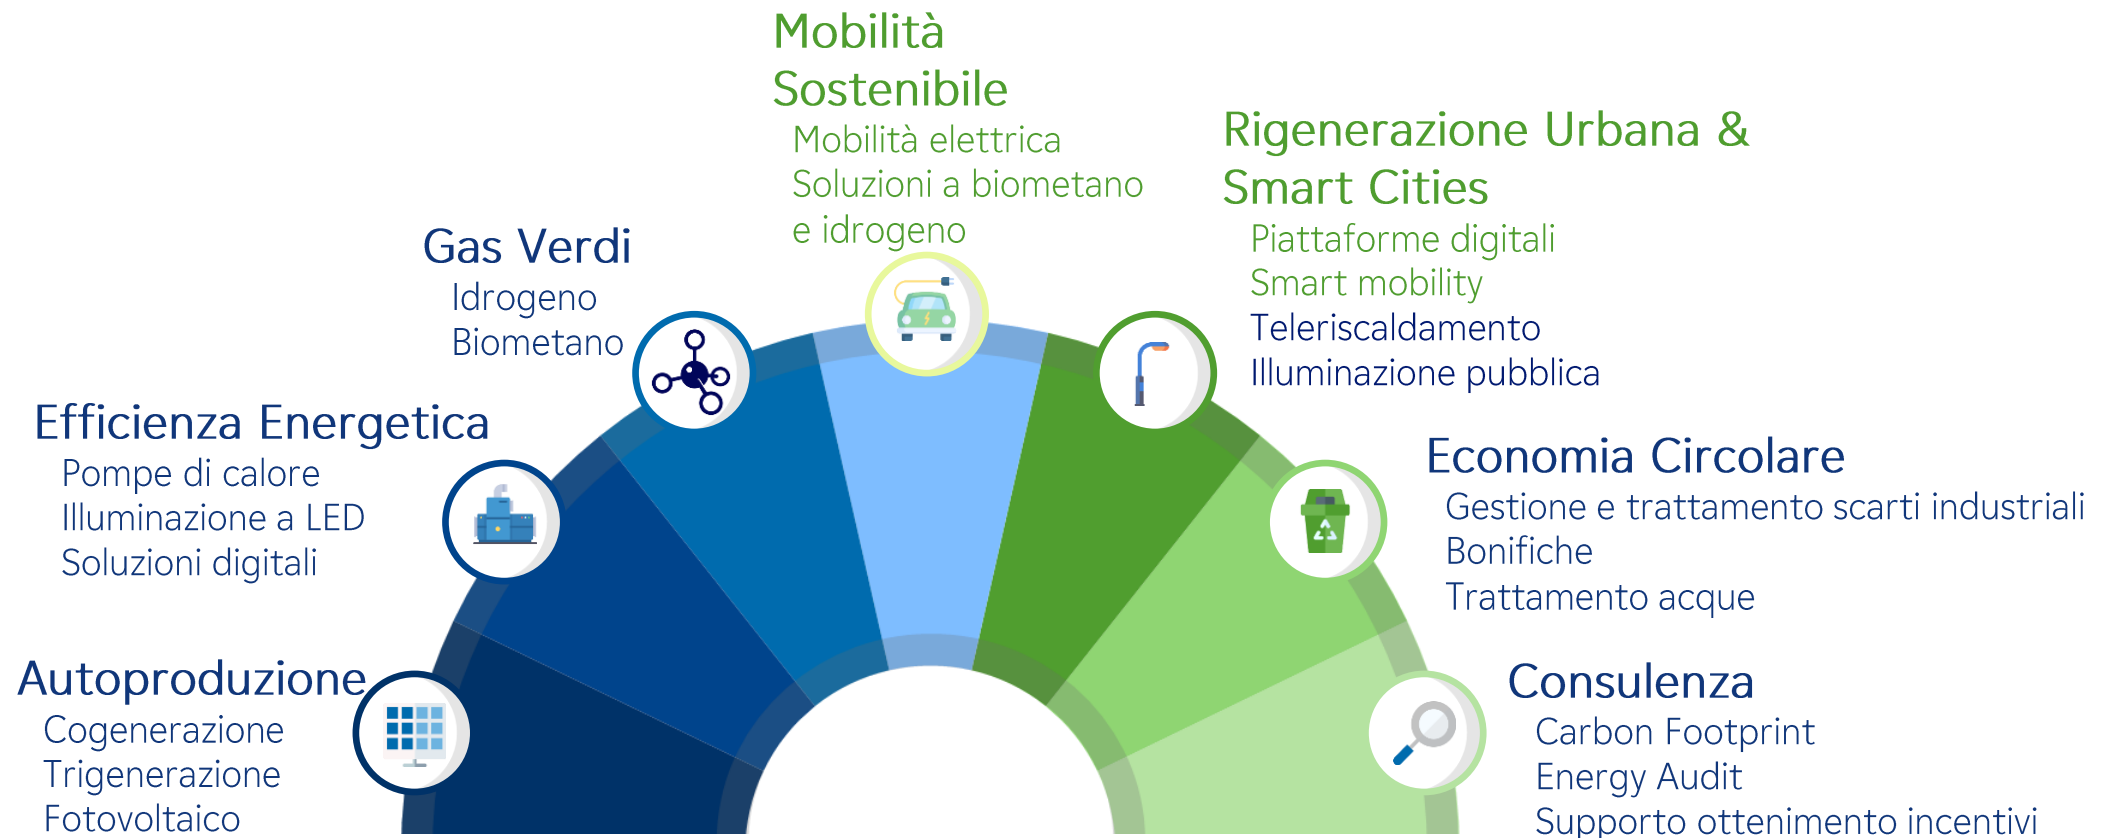 Mobilità
Sostenibile
Mobilità elettrica
Soluzioni a biometano
e idrogeno
Rigenerazione Urbana &
Smart Cities
Piattaforme digitali
Smart mobility
Teleriscaldamento
Illuminazione pubblica
Gas Verdi
Idrogeno
Biometano
Efficienza Energetica
Pompe di calore
Illuminazione a LED
Soluzioni digitali
Economia Circolare
Gestione e trattamento scarti industriali
Bonifiche
Trattamento acque
Autoproduzione
Cogenerazione
Trigenerazione
Fotovoltaico
Consulenza
Carbon Footprint
Energy Audit
Supporto ottenimento incentivi